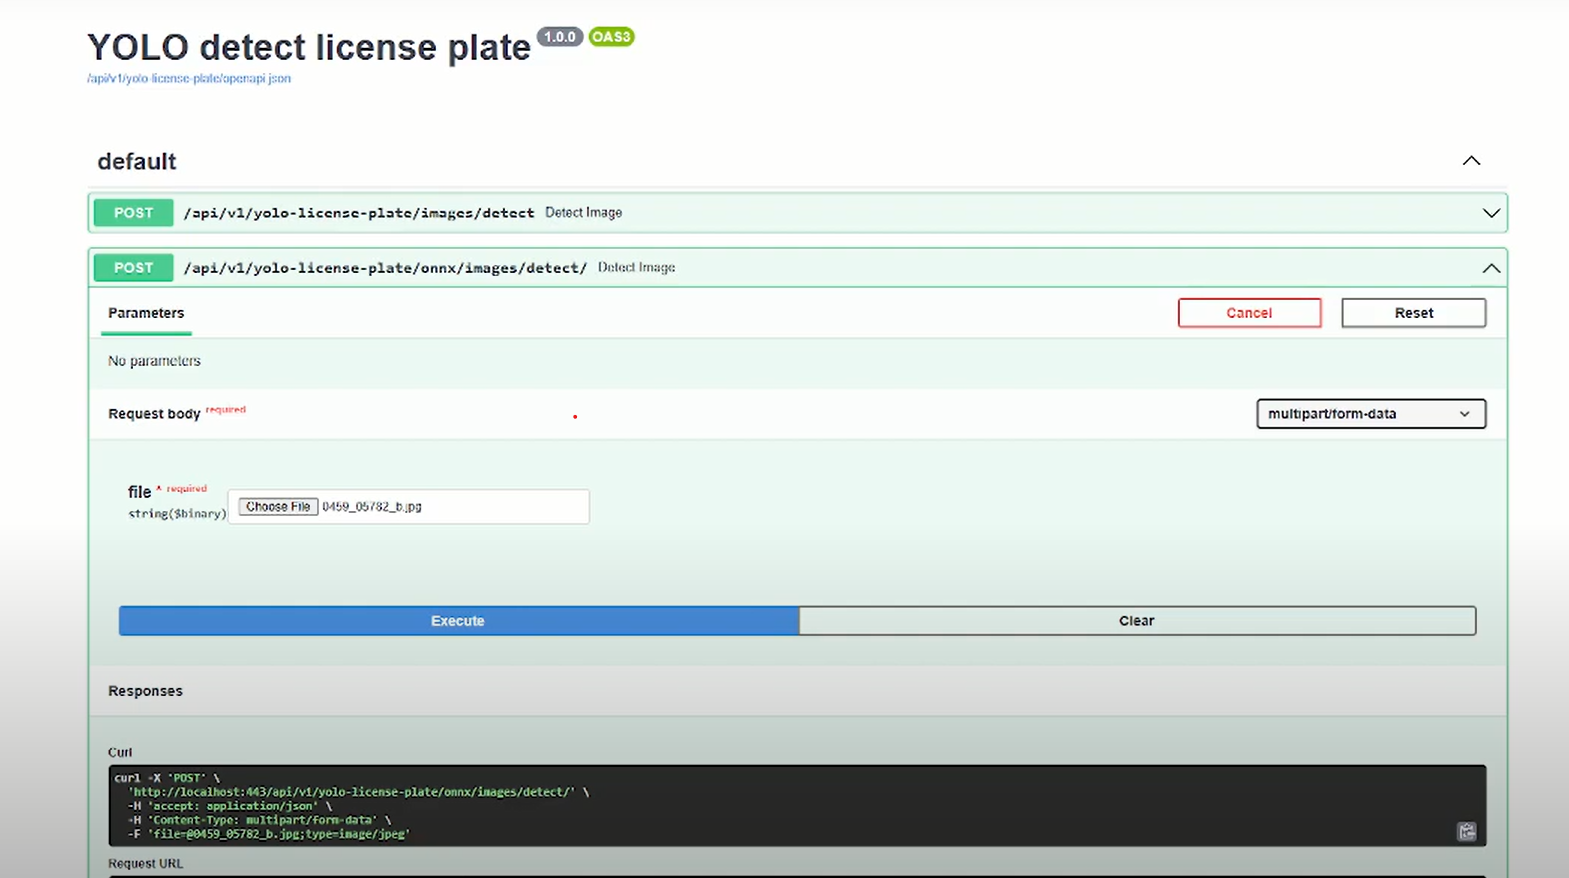 YOLO detect license plate 1.0.0 OAS3
/api/v1/yolo-license-plate/openapi.json
default
POST /api/v1/yolo-license-plate/images/detect Detect Image
POST /api/v1/yolo-license-plate/onnx/images/detect/ Detect Image
Parameters Cancel Reset
No parameters
Request body required multipart/form-data
file * required
string($binary) Choose File 0459_05782_b.jpg
Execute Clear
Responses
Curl
curl -X 'POST' \
'http://localhost:443/api/v1/yolo-license-plate/onnx/images/detect/' \
-H 'accept: application/json' \
-H 'Content-Type: multipart/form-data' \
-F 'file=@0459_05782_b.jpg;type=image/jpeg'
Request URL